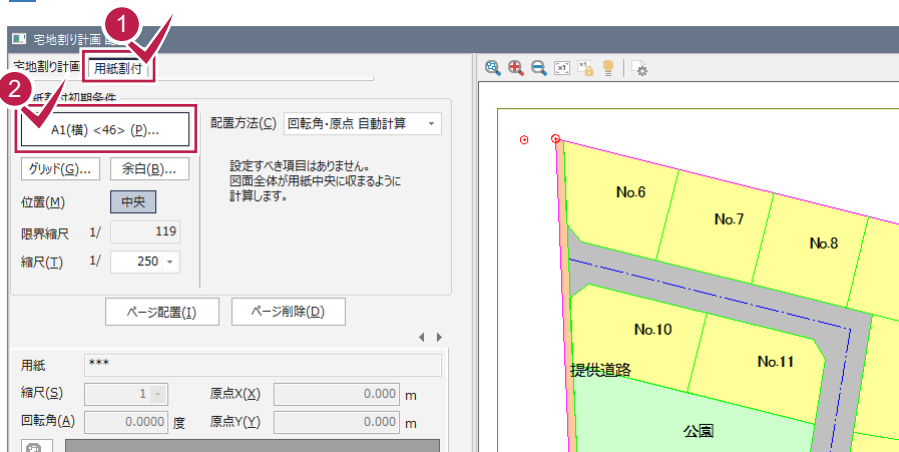 1
宅地割り計画
宅地割り計画 用紙割付
2
紙割付初期条件
A1(横) <46> (P)...
配置方法(C) 回転角・原点 自動計算
グリッド(G)... 余白(B)...
設定すべき項目はありません。
図面全体が用紙中央に収まるように
計算します。
位置(M) 中央
限界縮尺 1/ 119
縮尺(T) 1/ 250
ページ配置(I) ページ削除(D)
用紙 ***
縮尺(S) 1 原点X(X) 0.000 m
回転角(A) 0.0000 度 原点Y(Y) 0.000 m
No.6
No.7
No.8
No.10
No.11
提供道路
公園